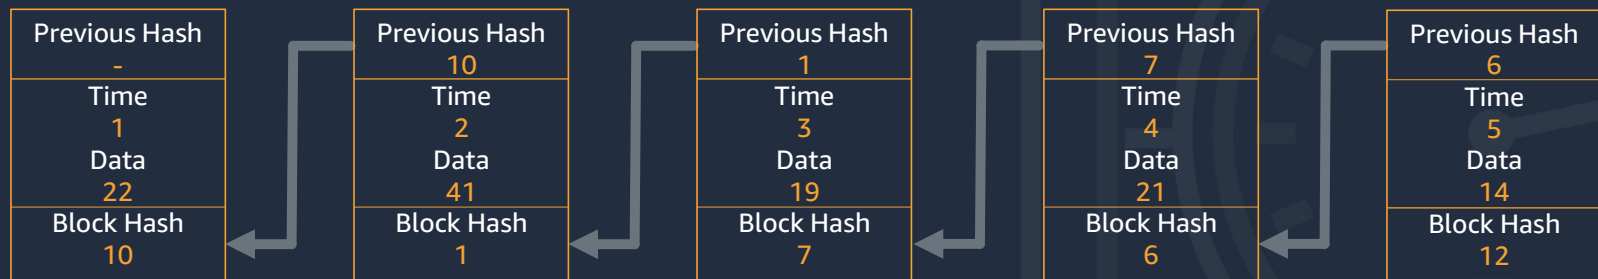 Previous Hash
-
Time
1
Data
22
Block Hash
10
Previous Hash
10
Time
2
Data
41
Block Hash
1
Previous Hash
1
Time
3
Data
19
Block Hash
7
Previous Hash
7
Time
4
Data
21
Block Hash
6
Previous Hash
6
Time
5
Data
14
Block Hash
12